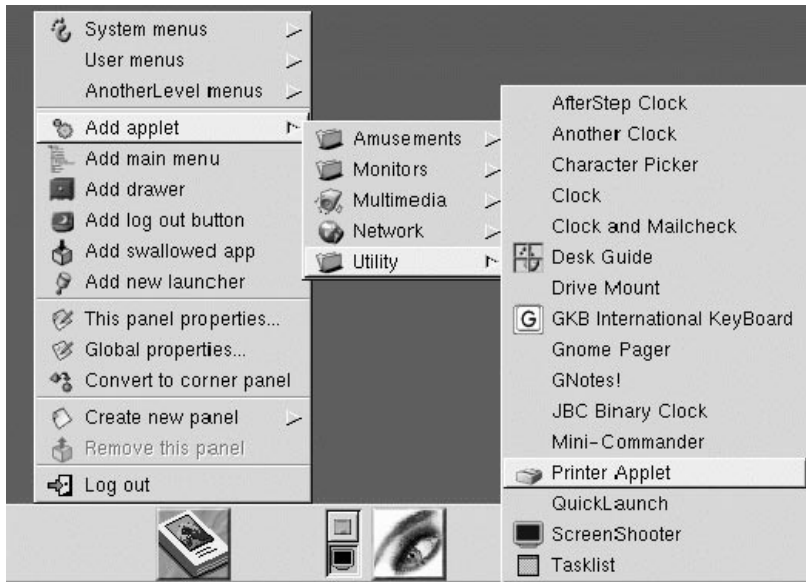 System menus
User menus
AnotherLevel menus
Add applet
Add main menu
Add drawer
Add log out button
Add swallowed app
Add new launcher
This panel properties...
Global properties...
Convert to corner panel
Create new panel
Remove this panel
Log out
Amusements
Monitors
Multimedia
Network
Utility
AfterStep Clock
Another Clock
Character Picker
Clock
Clock and Mailcheck
Desk Guide
Drive Mount
G GKB International KeyBoard
Gnome Pager
GNotes!
JBC Binary Clock
Mini-Commander
Printer Applet
QuickLaunch
ScreenShooter
Tasklist